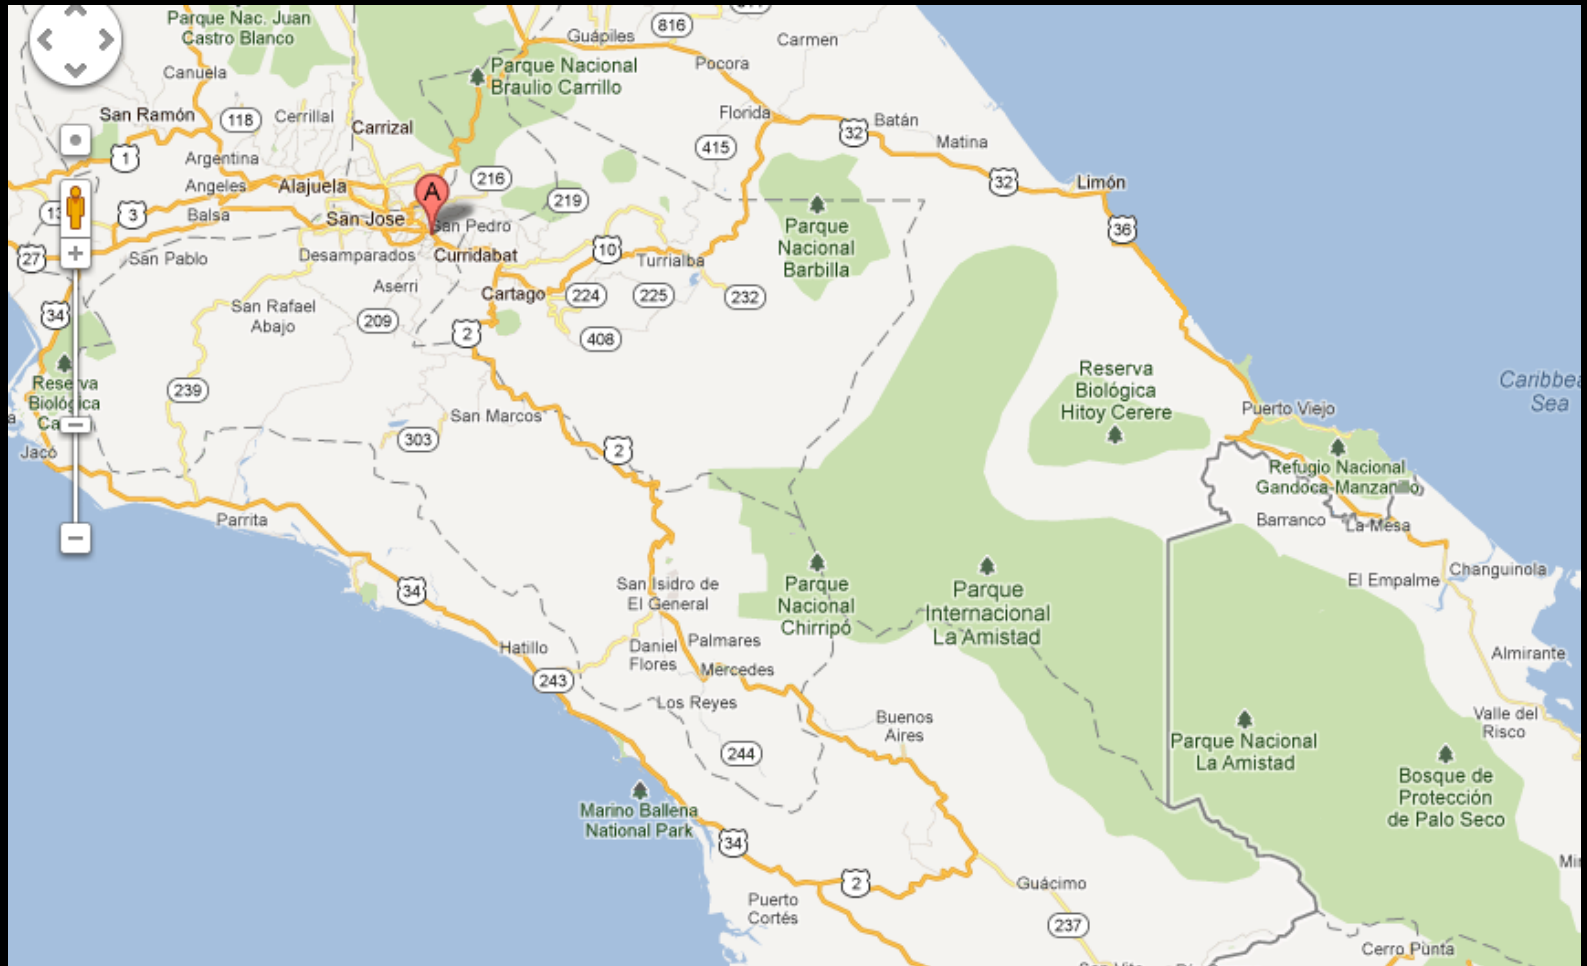 Parque Nac. Juan
Castro Blanco
816
Guápiles
Carmen
Canuela
Parque Nacional
Braulio Carrillo
Pocora
San Ramón
118
Cerrillal
Carrizal
Florida
32
Batán
Matina
415
1
Argentina
Alajuela
216
A
219
32
Limón
Angeles
3
Balsa
San Jose
San Pedro
36
27
San Pablo
Desamparados
Curridabat
10
Turrialba
Parque
Nacional
Barbilla
Aserri
Cartago
224
225
232
34
San Rafael
Abajo
209
2
408
Reserva
Biológica
239
Reserva
Biológica
Hitoy Cerere
Caribbea
Sea
San Marcos
303
2
Puerto Viejo
Jacó
Refugio Nacional
Gandoca-Manzanillo
Parrita
Barranco
La Mesa
San Isidro de
El General
34
Parque
Nacional
Chirripó
Parque
Internacional
La Amistad
El Empalme
Changuinola
Hatillo
Daniel
Flores
Palmares
Mercedes
Almirante
243
Los Reyes
Buenos
Aires
Valle del
Risco
244
Parque Nacional
La Amistad
Bosque de
Protección
de Palo Seco
Marino Ballena
National Park
34
2
Guácimo
Puerto
Cortés
237
Cerro Punta